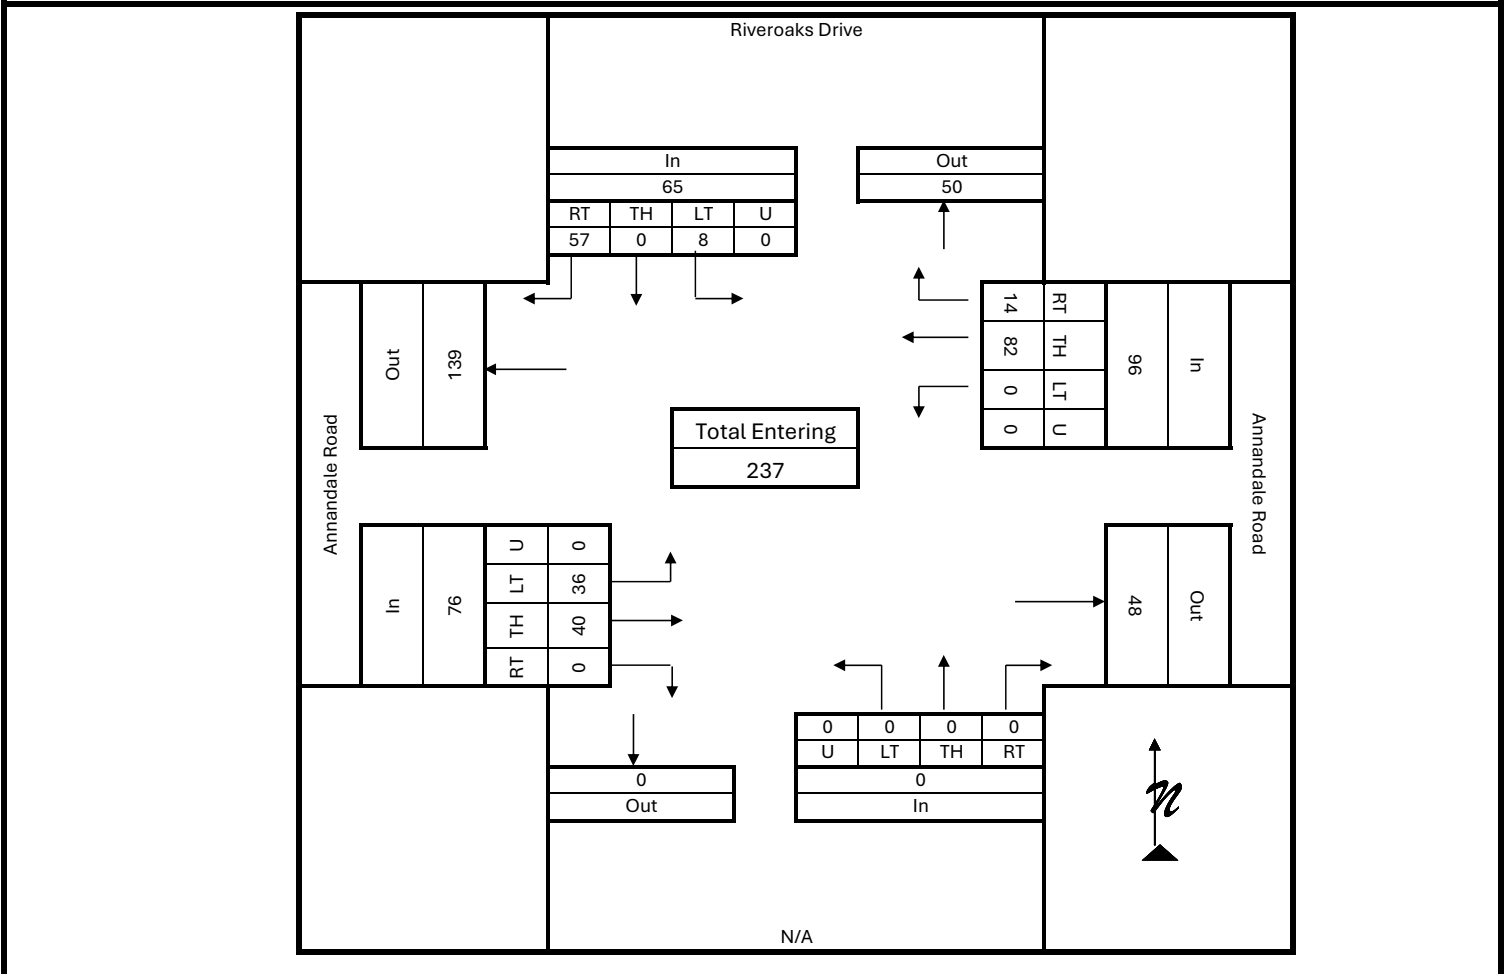 Riveroaks Drive
In
65
RT TH LT U
57 0 8 0
Out
50
Annandale Road
Out
139
RT TH LT U
14 82 0 0
96
In
Annandale Road
Total Entering
237
In
76
U LT TH RT
0 36 40 0
48
Out
0
Out
0 0 0 0
U LT TH RT
0
In
N
N/A